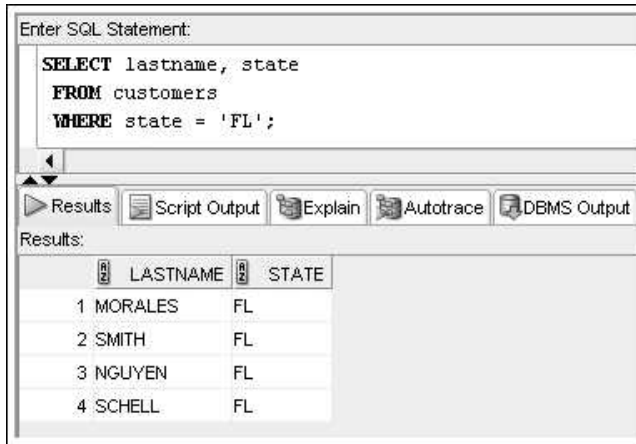 Enter SQL Statement:
SELECT lastname, state
FROM customers
WHERE state = 'FL';
Results Script Output Explain Autotrace DBMS Output
Results:
LASTNAME STATE
1 MORALES FL
2 SMITH FL
3 NGUYEN FL
4 SCHELL FL